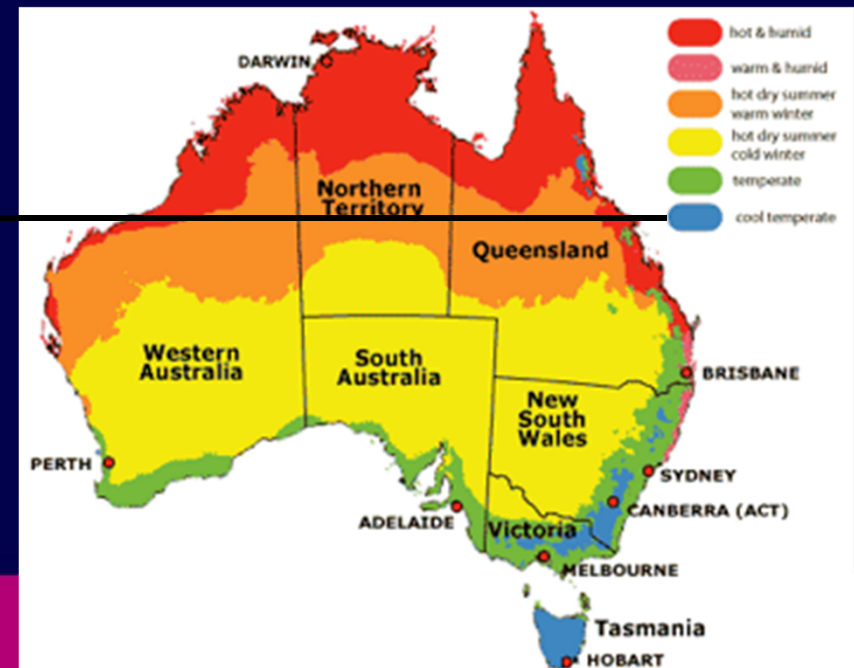 hot & humid
DARWIN
warm & humid
hot dry summer
warm winter
hot dry summer
cold winter
temperate
Northern
Territory
cool temperate
Queensland
Western
Australia
South
Australia
BRISBANE
New
South
Wales
PERTH
SYDNEY
CANBERRA (ACT)
ADELAIDE
Victoria
MELBOURNE
Tasmania
HOBART